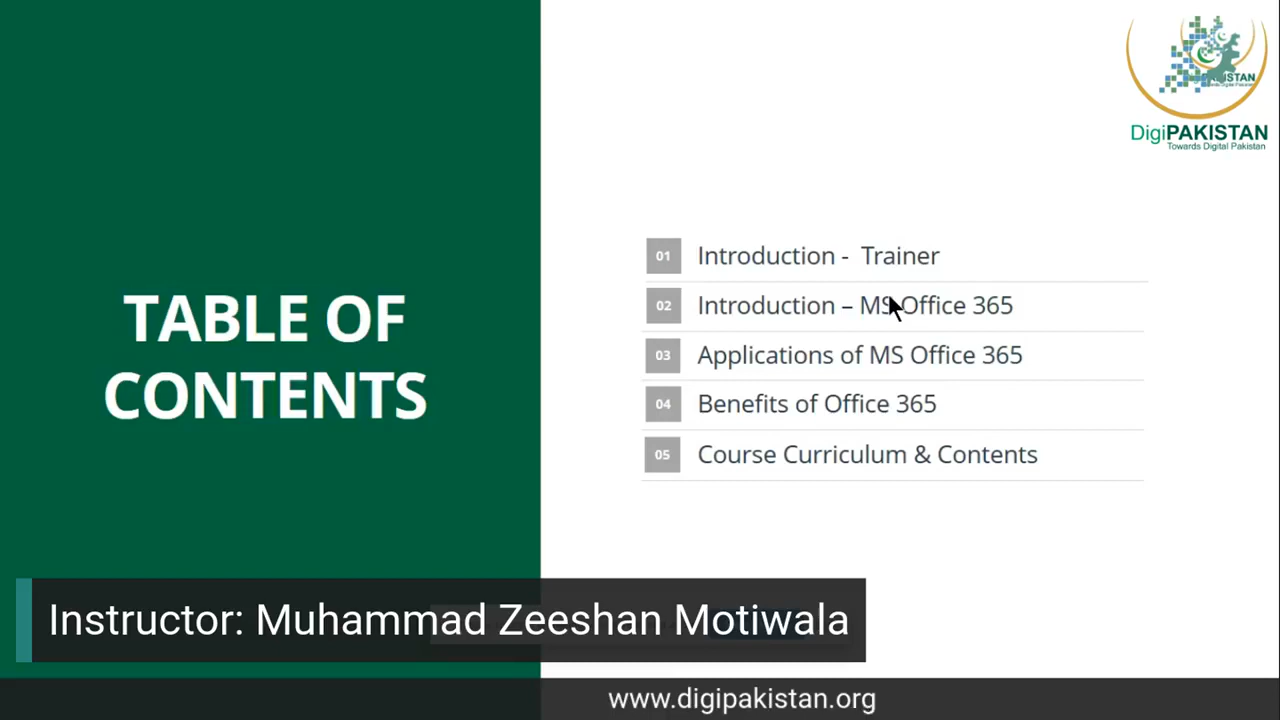 PAKISTAN
DigiPAKISTAN
Towards Digital Pakistan
TABLE OF
CONTENTS
01 Introduction - Trainer
02 Introduction – MS Office 365
03 Applications of MS Office 365
04 Benefits of Office 365
05 Course Curriculum & Contents
Instructor: Muhammad Zeeshan Motiwala
www.digipakistan.org